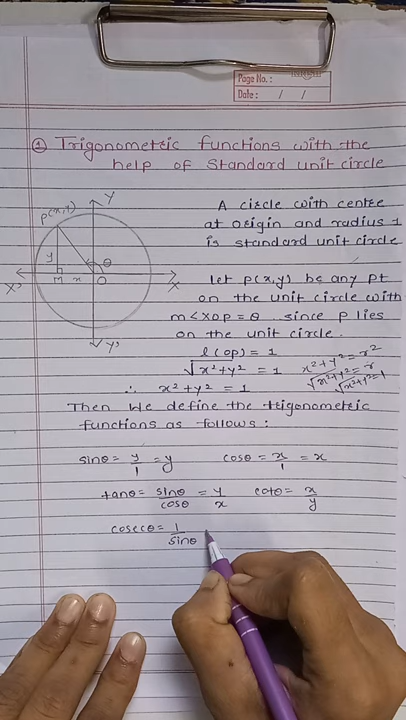 Page No.:
Date: / /
① Trigonometric functions with the
help of Standard unit circle
Y
P(x,y)
y
θ
X'
M
x
O
X
Y'
A circle with centre
at origin and radius 1
is standard unit circle
let P(x,y) be any pt
on the unit circle with
m<XOP = θ. since P lies
on the unit circle.
l(OP) = 1
√x²+y² = 1
∴ x²+y² = 1
x²+y² = r²
√x²+y² = r
√x²+y² = 1
Then We define the trigonometric
functions as follows:
sinθ = y/1 = y cosθ = x/1 = x
tanθ = sinθ/cosθ = y/x cotθ = x/y
cosecθ = 1/sinθ